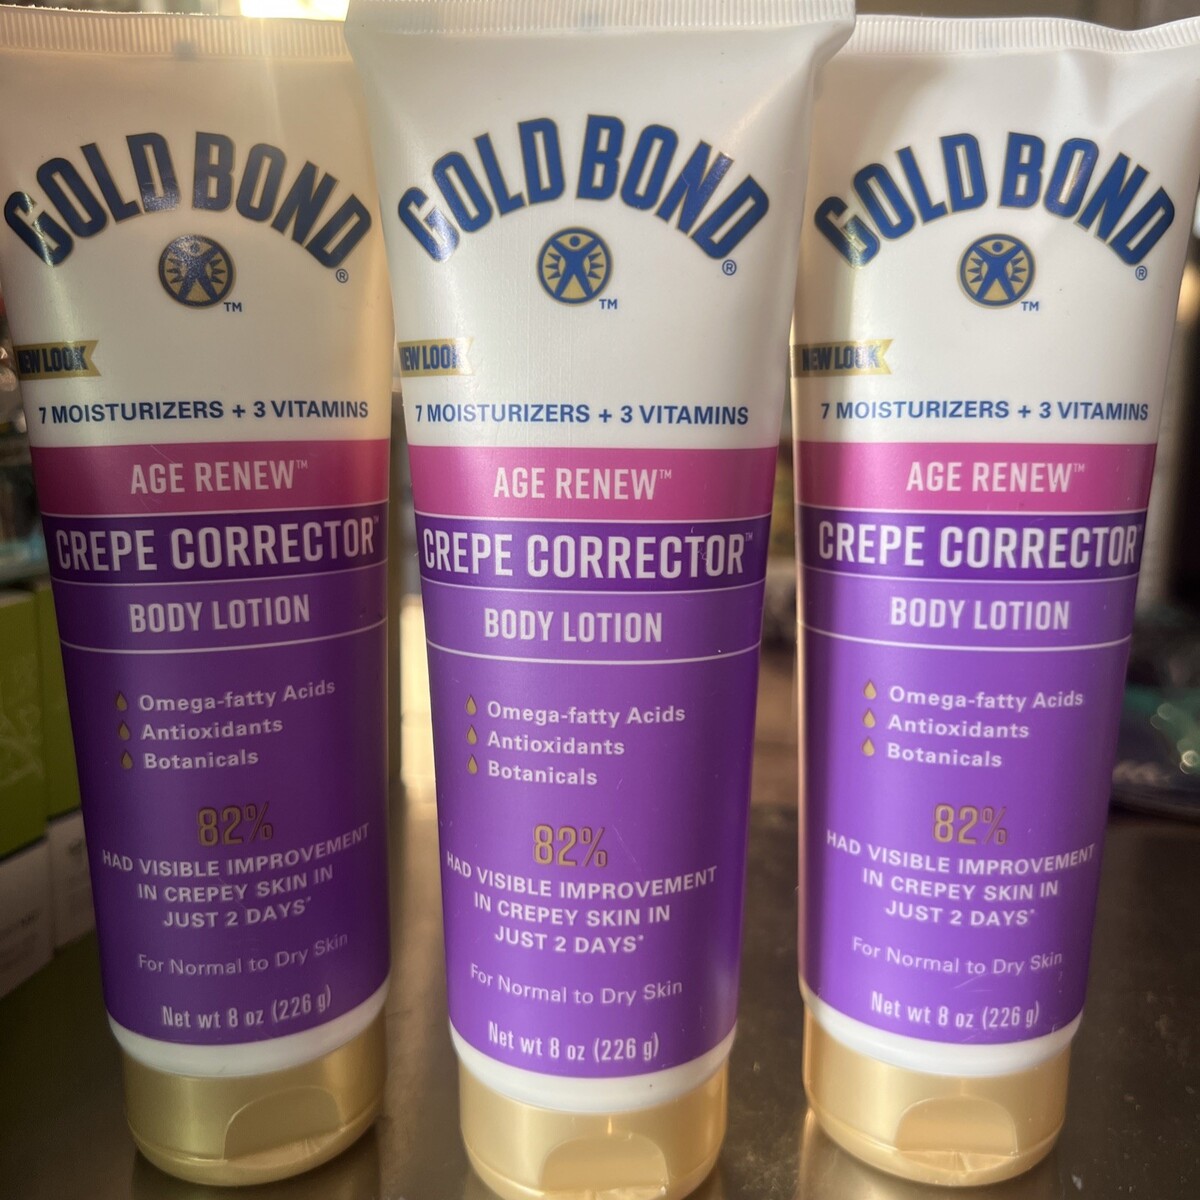 GOLD BOND®
™
NEW LOOK
7 MOISTURIZERS + 3 VITAMINS
AGE RENEW™
CREPE CORRECTOR™
BODY LOTION
Omega-fatty Acids
Antioxidants
Botanicals
82%
HAD VISIBLE IMPROVEMENT
IN CREPEY SKIN IN
JUST 2 DAYS*
For Normal to Dry Skin
Net wt 8 oz (226 g)
GOLD BOND®
™
NEW LOOK
7 MOISTURIZERS + 3 VITAMINS
AGE RENEW™
CREPE CORRECTOR™
BODY LOTION
Omega-fatty Acids
Antioxidants
Botanicals
82%
HAD VISIBLE IMPROVEMENT
IN CREPEY SKIN IN
JUST 2 DAYS*
For Normal to Dry Skin
Net wt 8 oz (226 g)
GOLD BOND®
™
NEW LOOK
7 MOISTURIZERS + 3 VITAMINS
AGE RENEW™
CREPE CORRECTOR™
BODY LOTION
Omega-fatty Acids
Antioxidants
Botanicals
82%
HAD VISIBLE IMPROVEMENT
IN CREPEY SKIN IN
JUST 2 DAYS*
For Normal to Dry Skin
Net wt 8 oz (226 g)